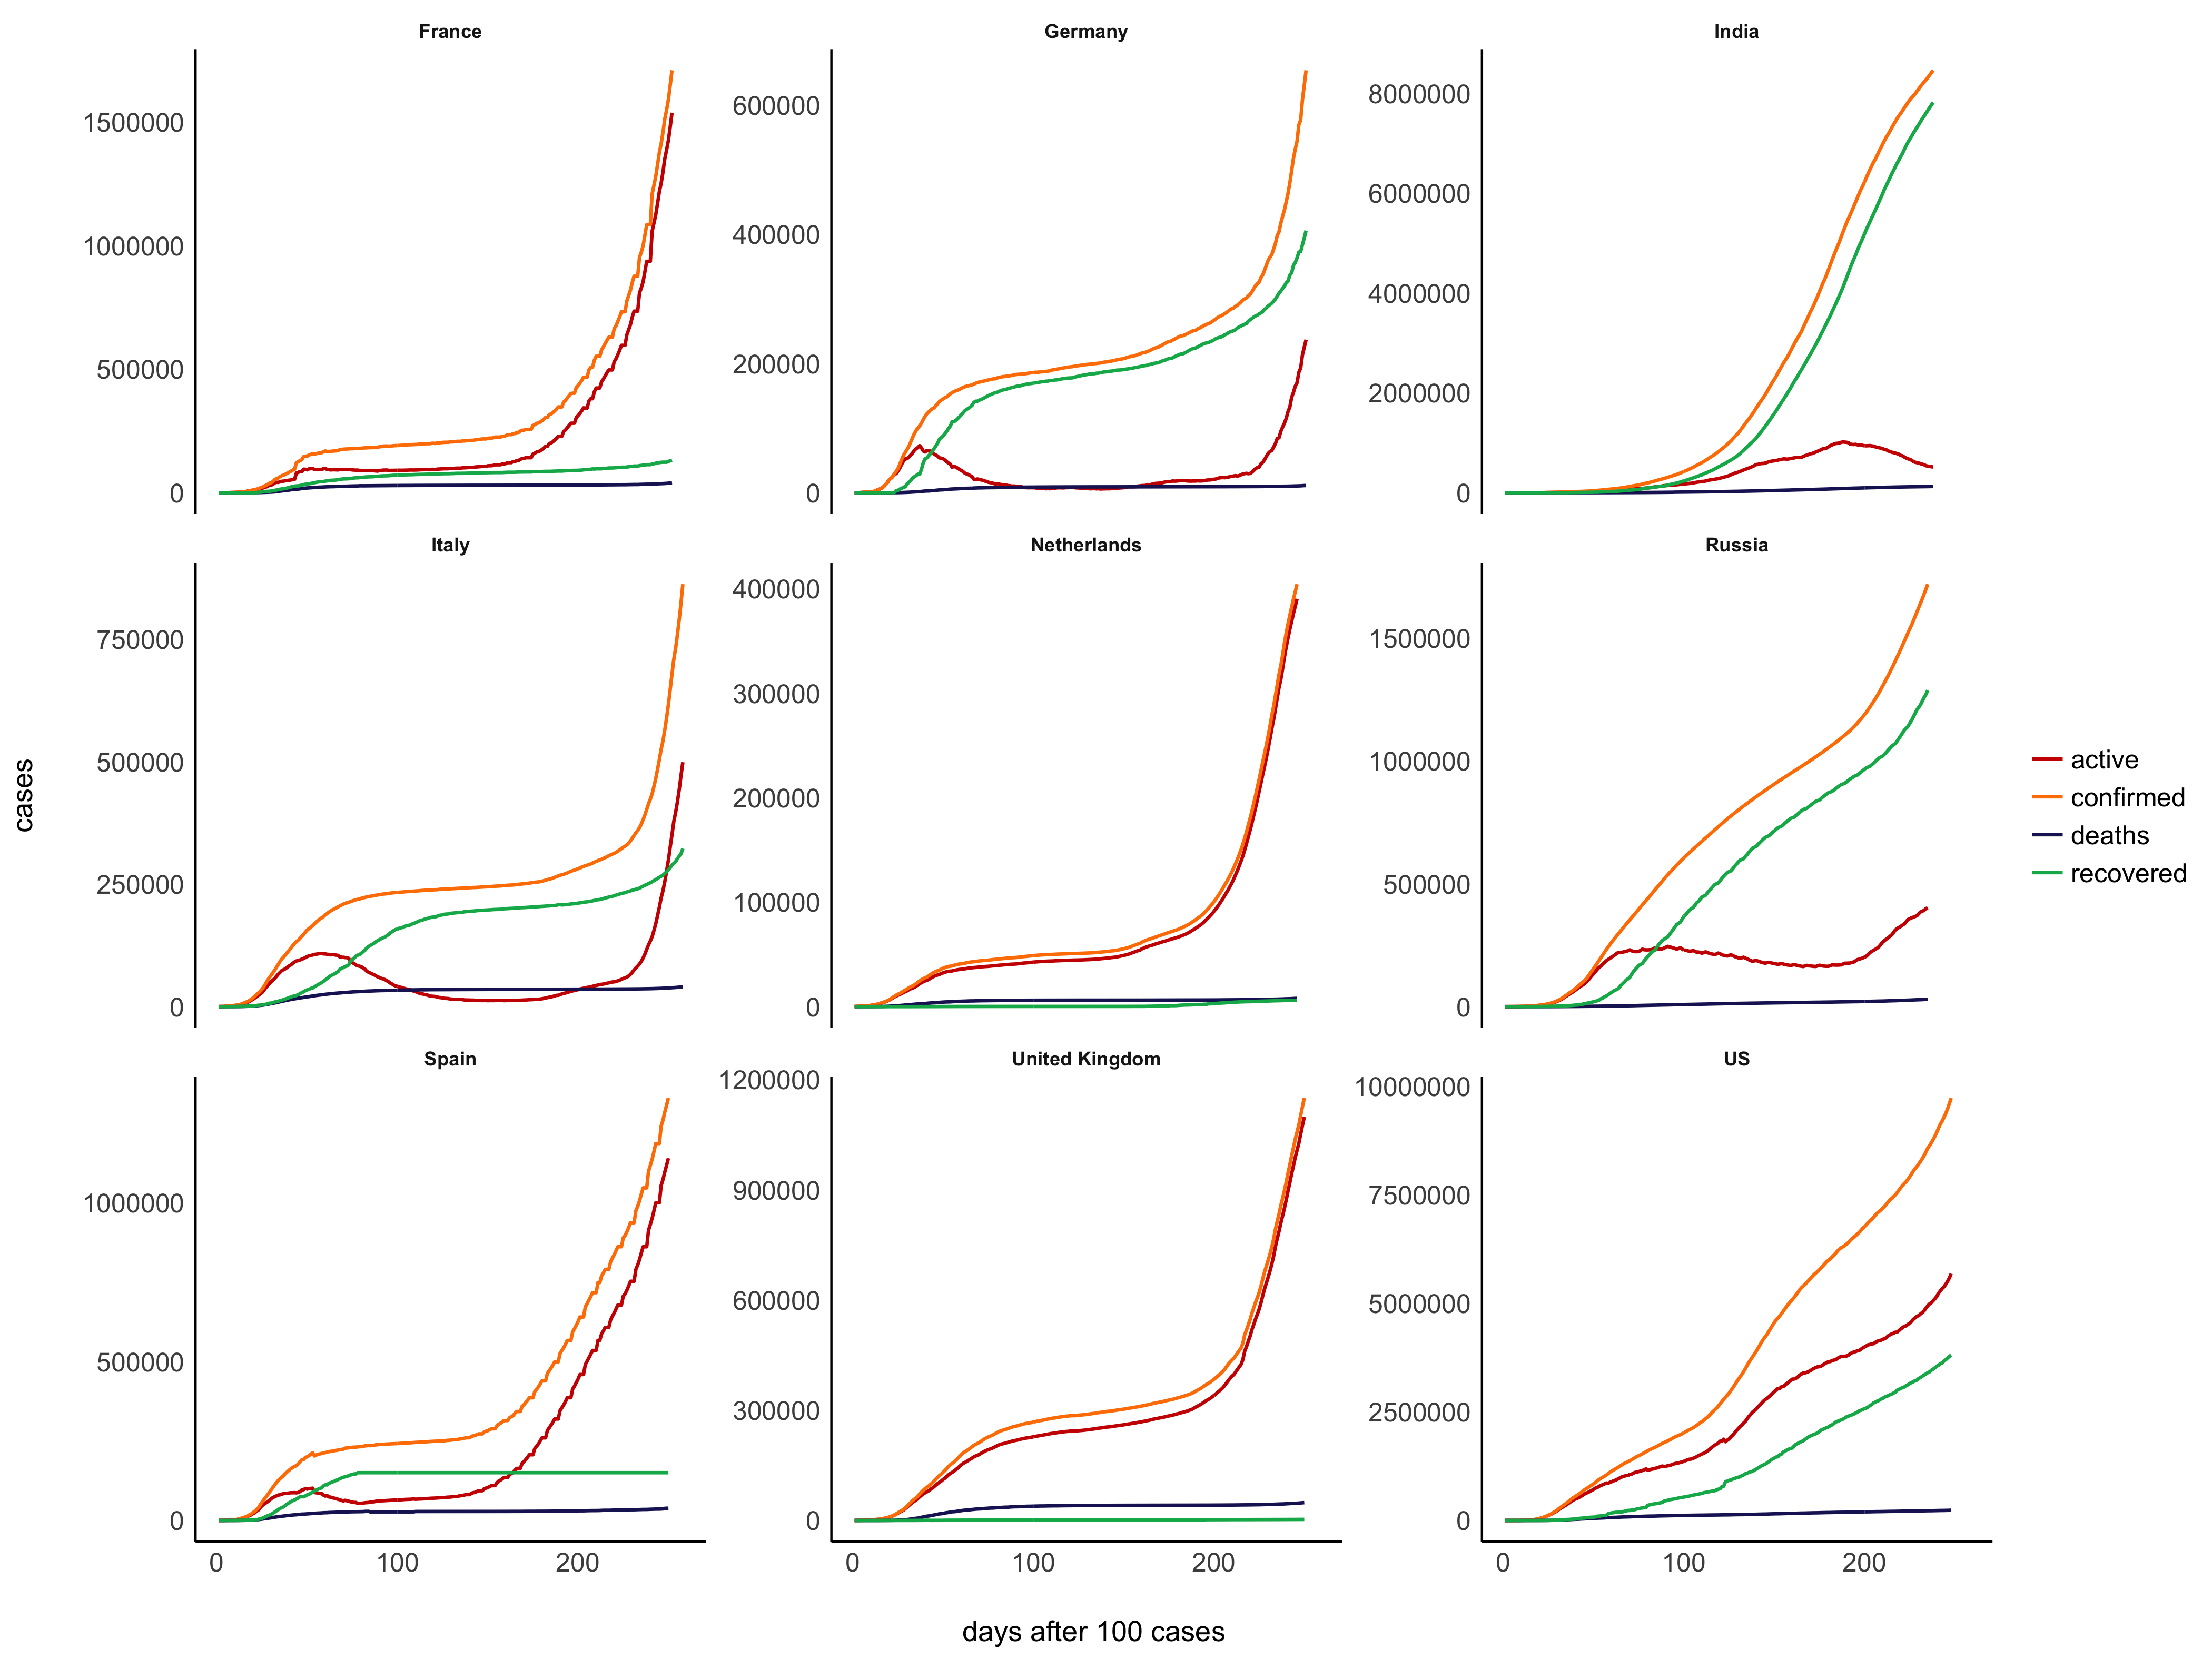 France
Germany
India
1500000
1000000
500000
0
600000
400000
200000
0
8000000
6000000
4000000
2000000
0
Italy
Netherlands
Russia
750000
500000
250000
0
400000
300000
200000
100000
0
1500000
1000000
500000
0
Spain
United Kingdom
US
1000000
500000
0
1200000
900000
600000
300000
0
10000000
7500000
5000000
2500000
0
0 100 200
0 100 200
0 100 200
cases
days after 100 cases
active
confirmed
deaths
recovered